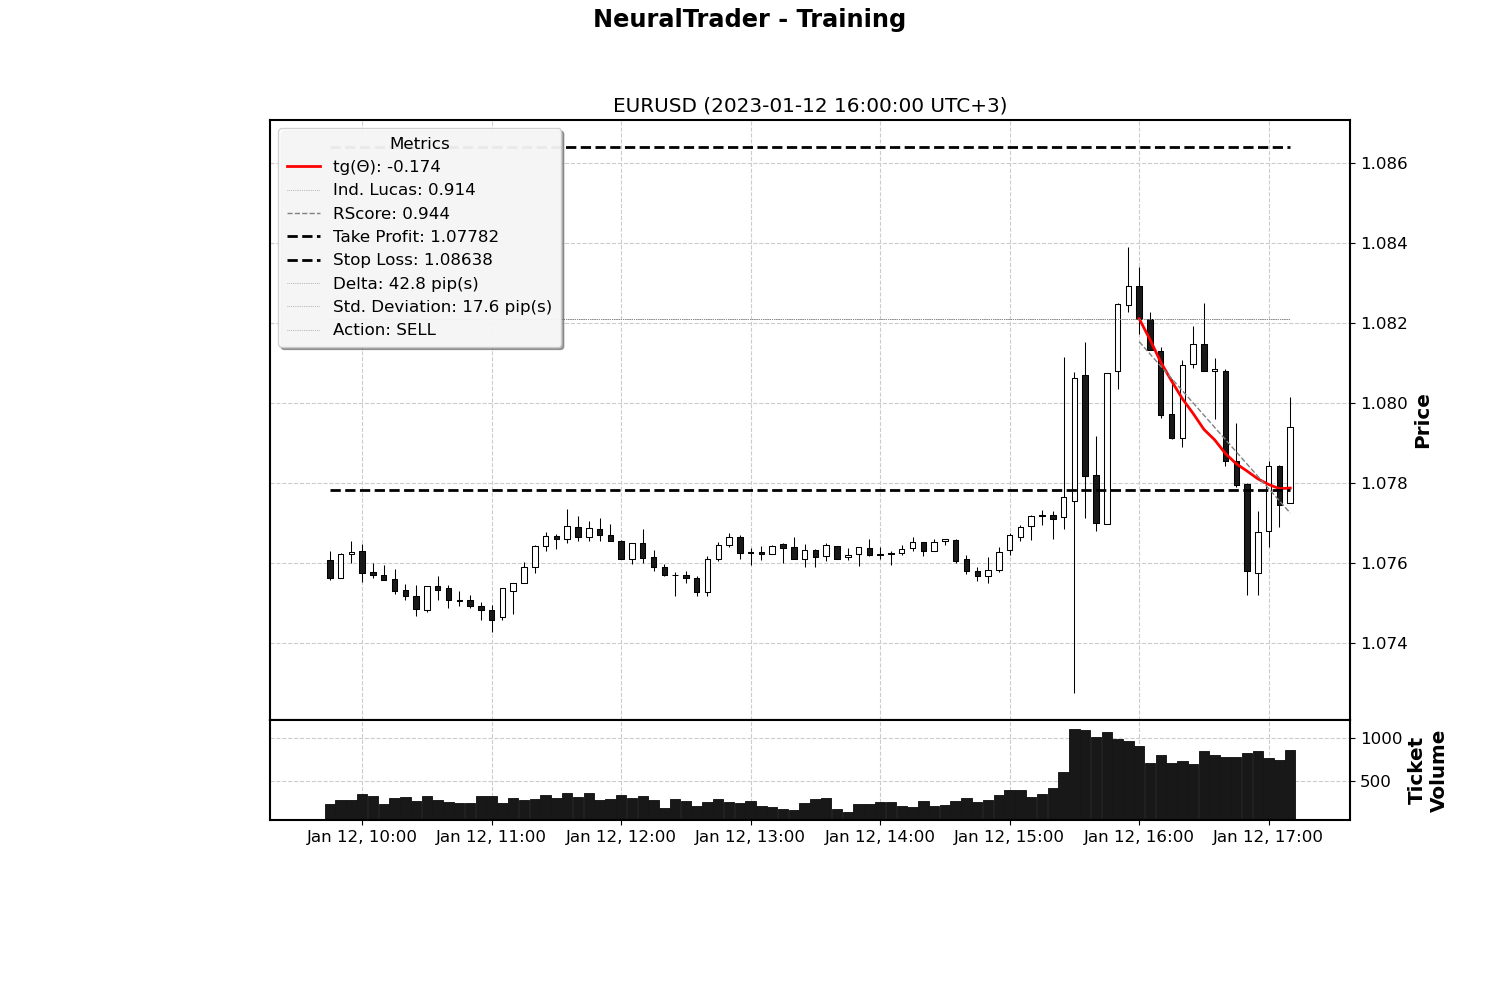 NeuralTrader - Training
EURUSD (2023-01-12 16:00:00 UTC+3)
Metrics
tg(Θ): -0.174
Ind. Lucas: 0.914
RScore: 0.944
Take Profit: 1.07782
Stop Loss: 1.08638
Delta: 42.8 pip(s)
Std. Deviation: 17.6 pip(s)
Action: SELL
1.086
1.084
1.082
1.080
1.078
1.076
1.074
Price
1000
500
Ticket
Volume
Jan 12, 10:00
Jan 12, 11:00
Jan 12, 12:00
Jan 12, 13:00
Jan 12, 14:00
Jan 12, 15:00
Jan 12, 16:00
Jan 12, 17:00